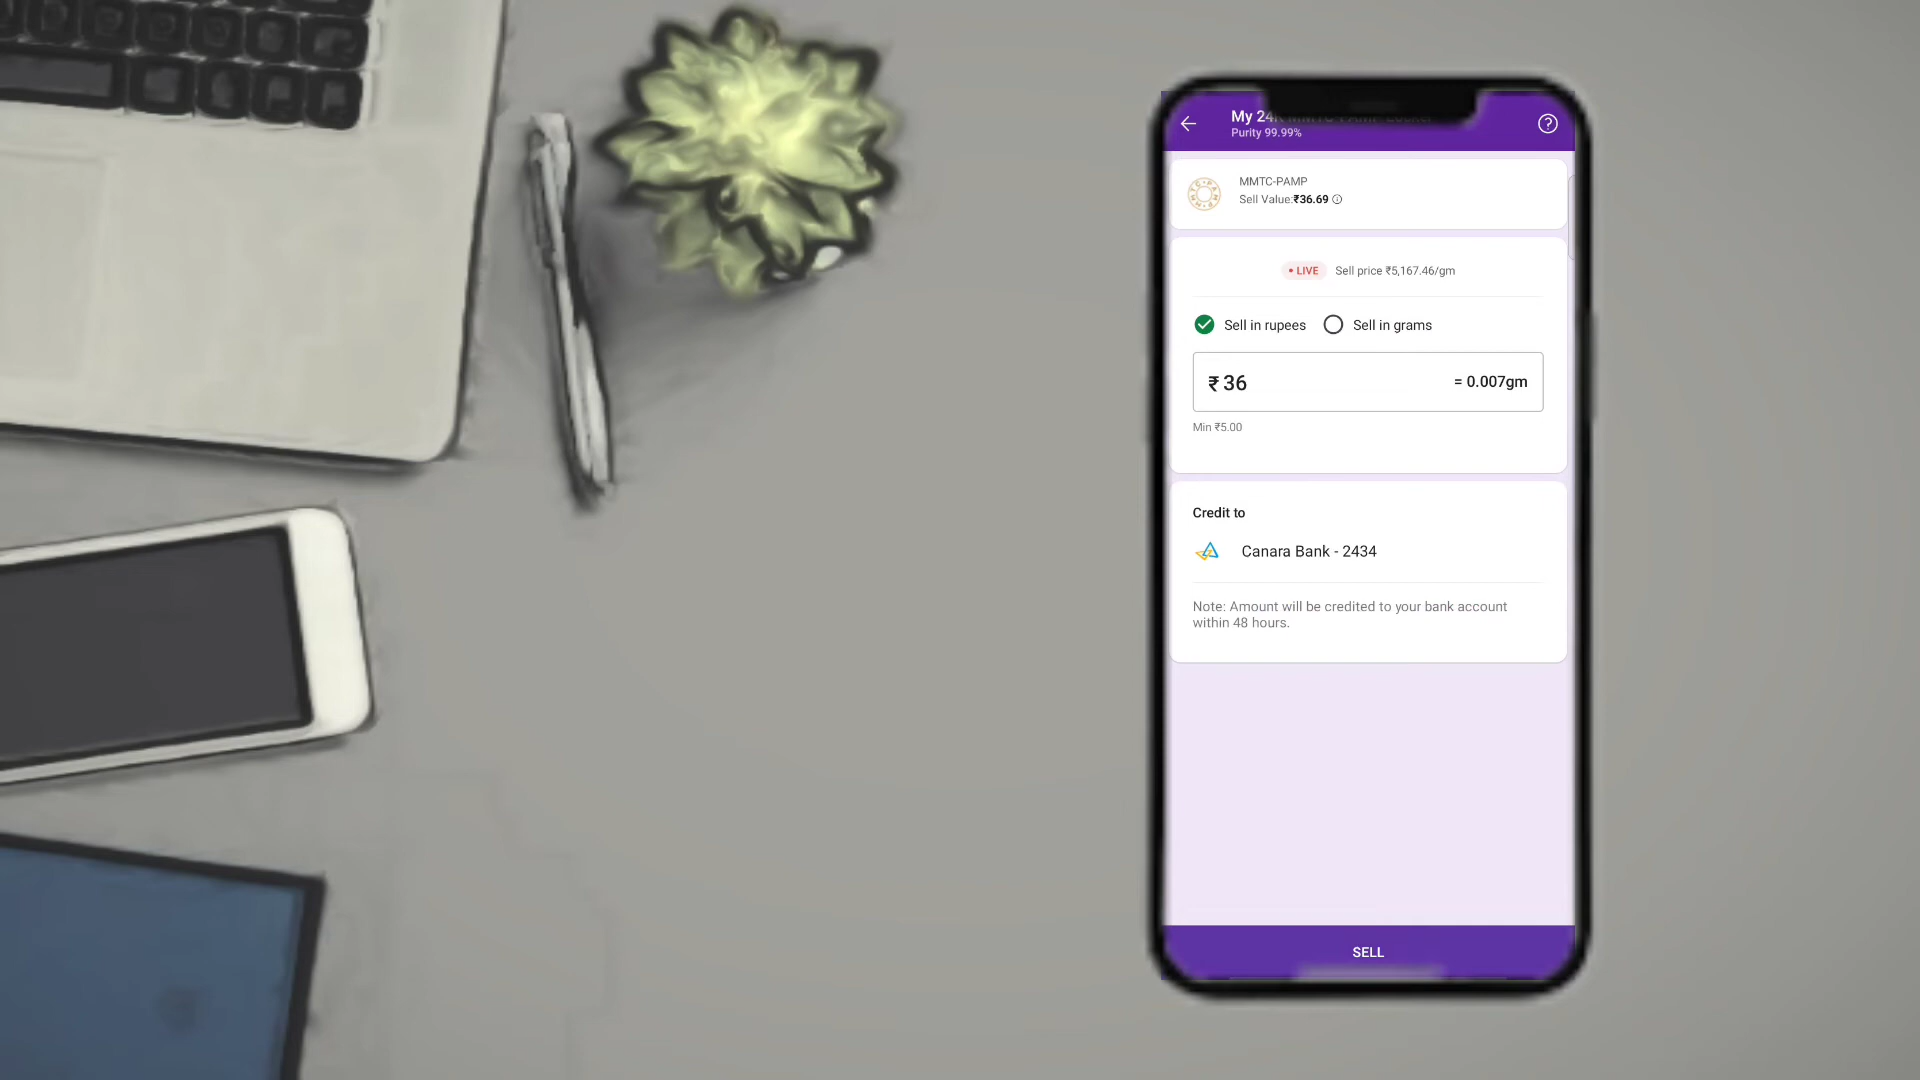 My 24K MMTC-PAMP Locker
Purity 99.99%
MMTC-PAMP
Sell Value:₹36.69
• LIVE
Sell price ₹5,167.46/gm
Sell in rupees
Sell in grams
₹ 36
= 0.007gm
Min ₹5.00
Credit to
Canara Bank - 2434
Note: Amount will be credited to your bank account
within 48 hours.
SELL